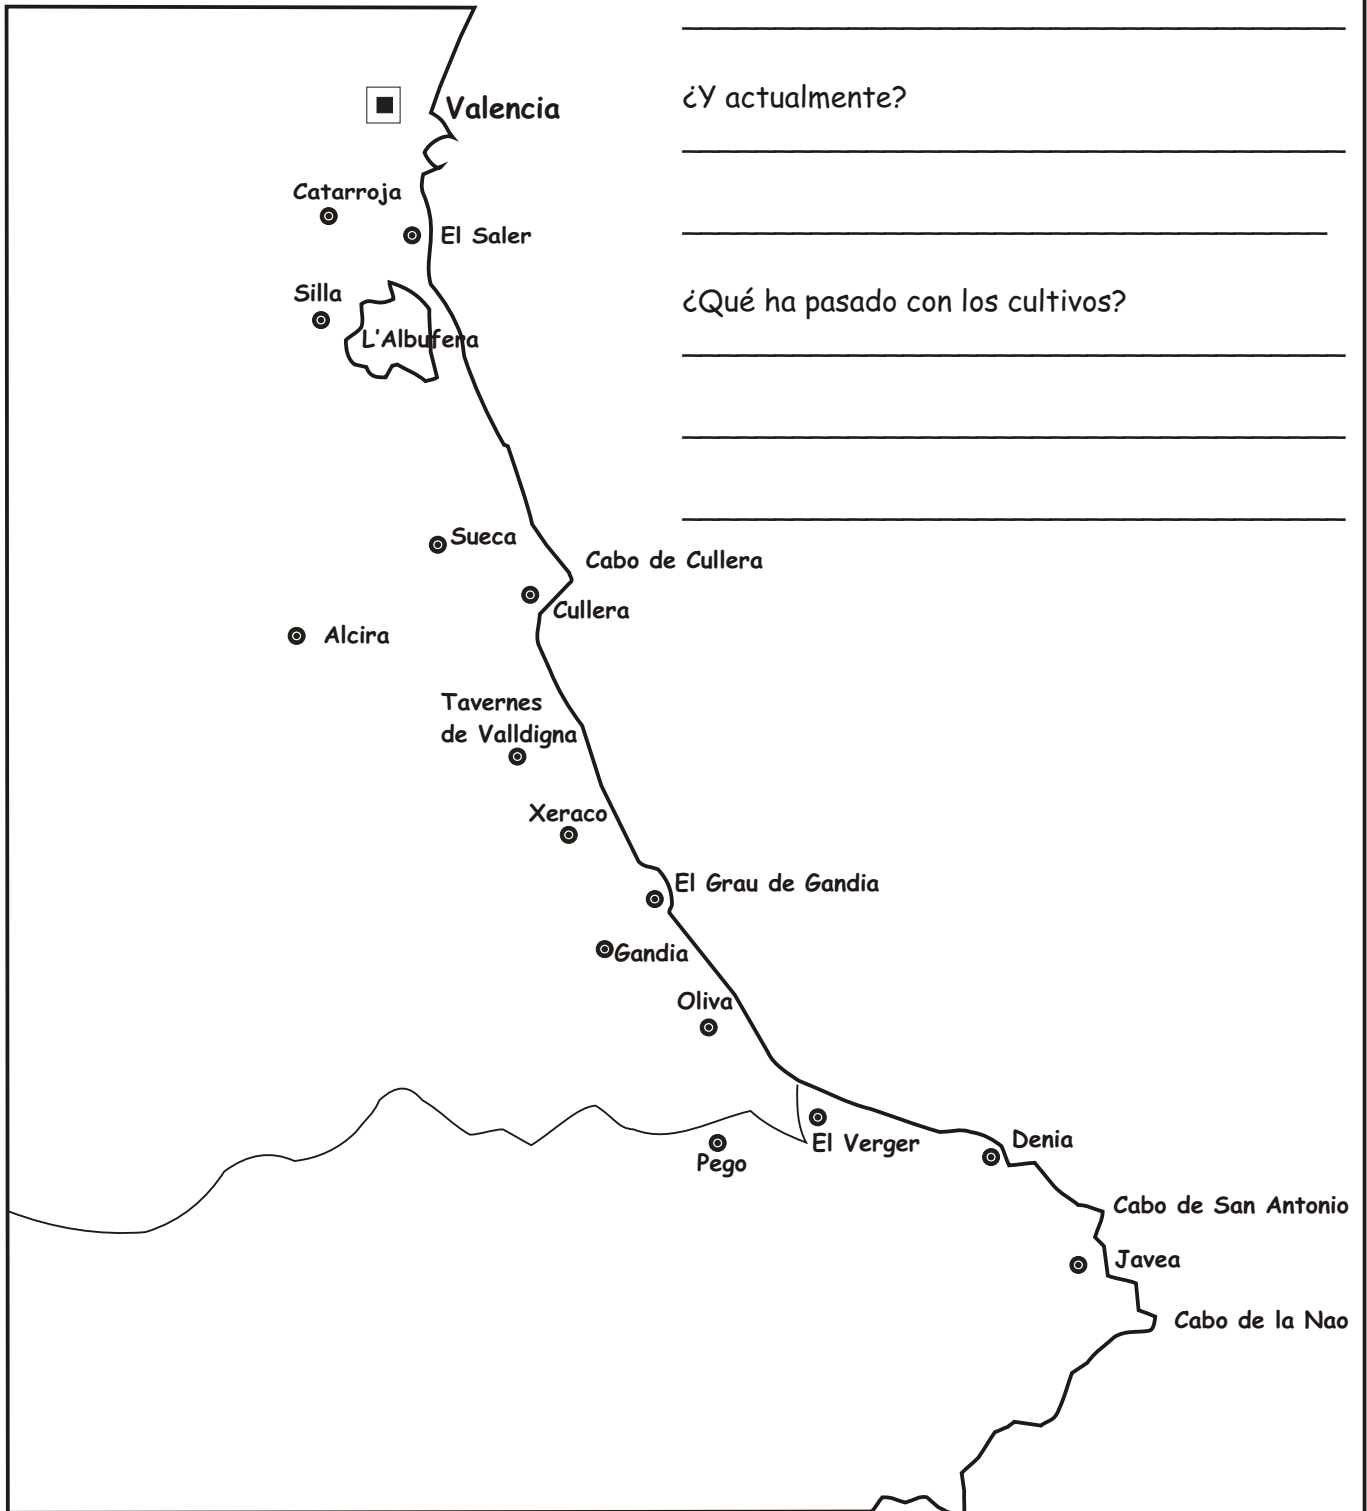 ¿Y actualmente?
Valencia
Catarroja
El Saler
¿Qué ha pasado con los cultivos?
Silla
L'Albufera
Sueca
Cabo de Cullera
Cullera
Alcira
Tavernes
de Valldigna
Xeraco
El Grau de Gandia
Gandia
Oliva
El Verger
Denia
Pego
Cabo de San Antonio
Javea
Cabo de la Nao